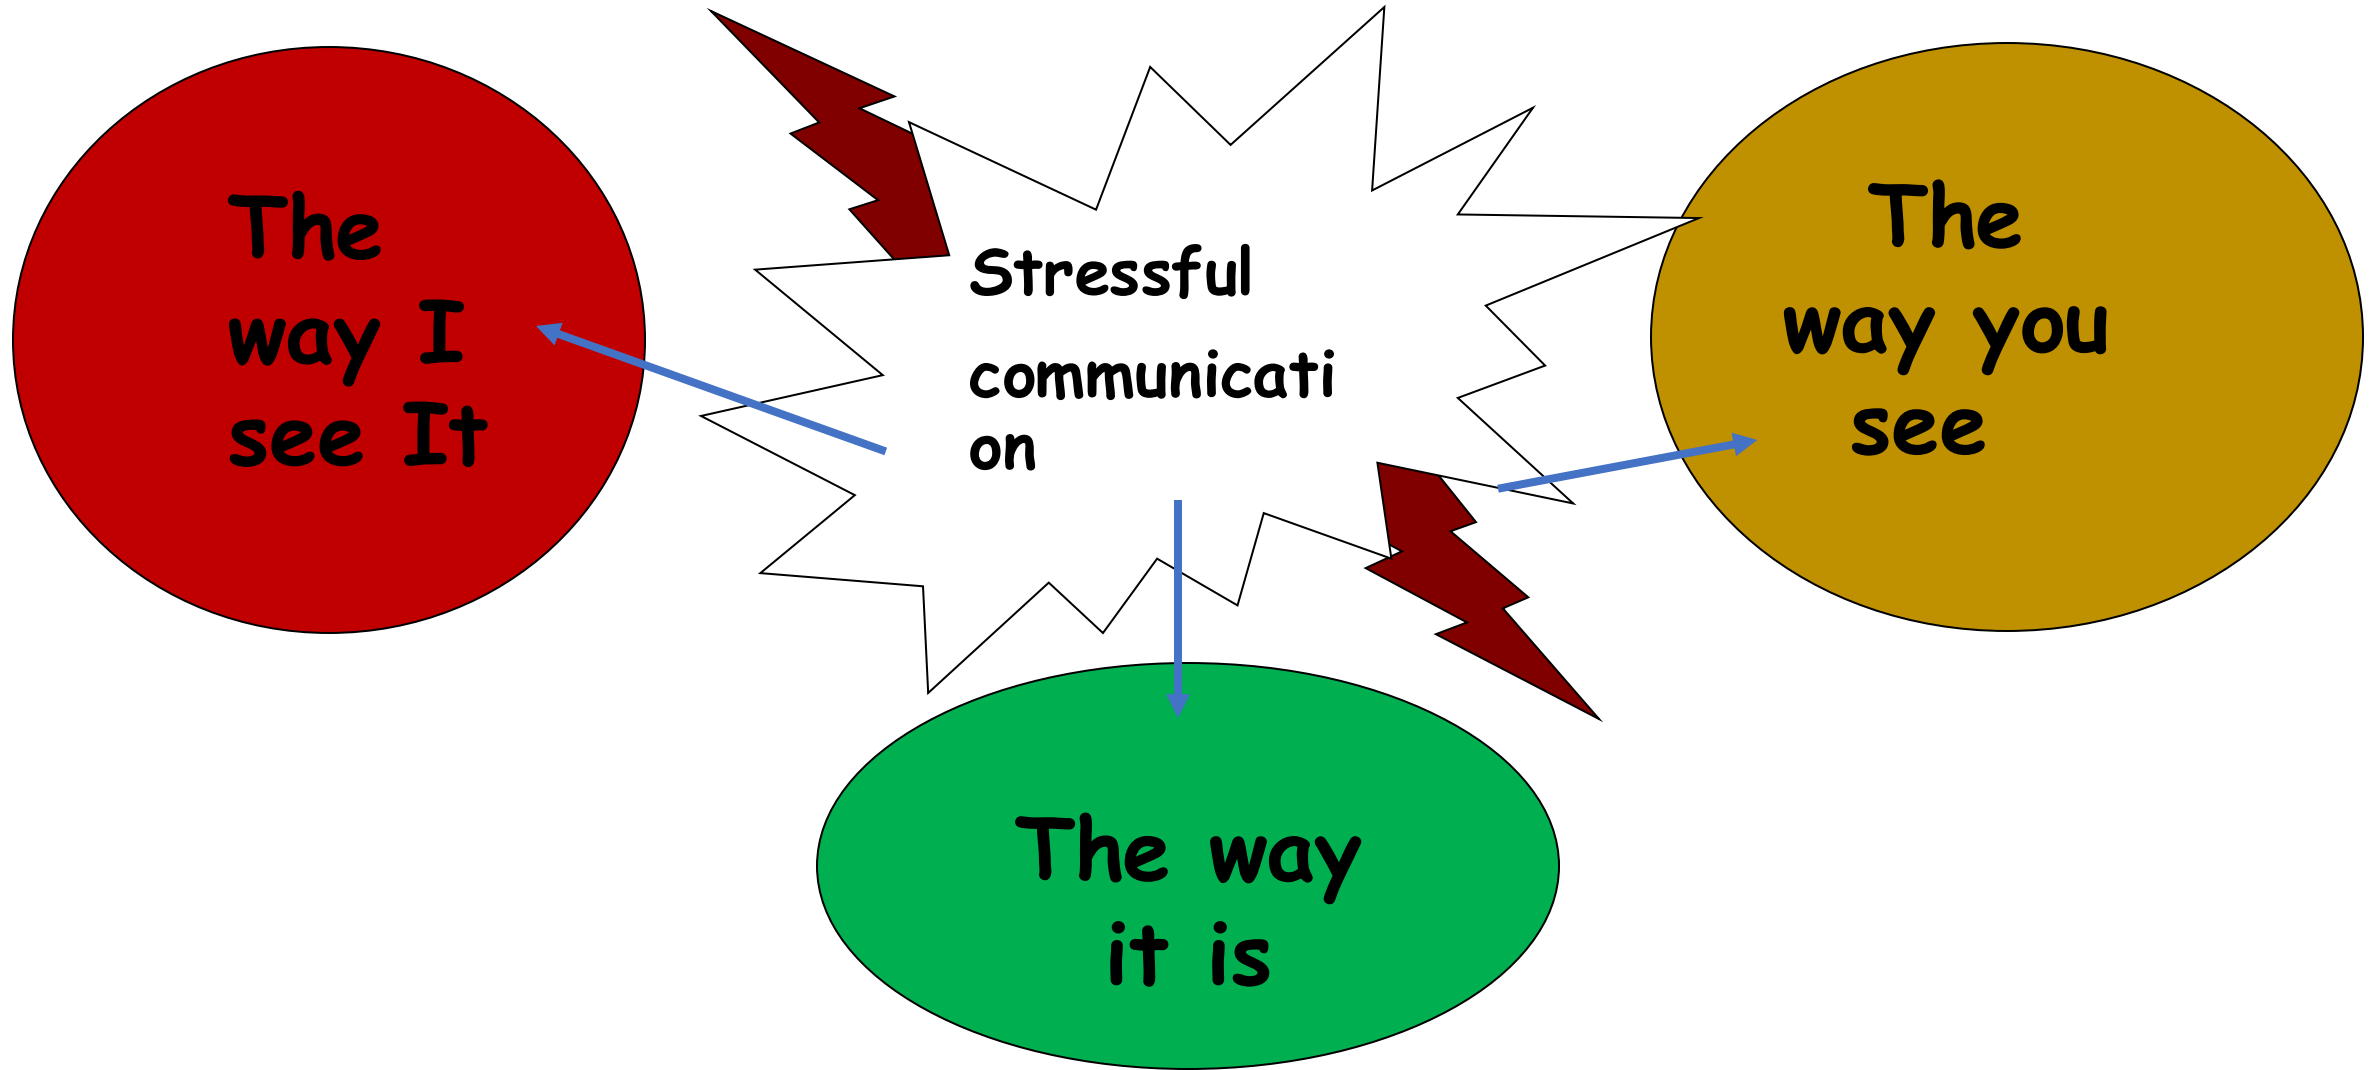 The
way I
see It
Stressful
communicati
on
The
way you
see
The way
it is